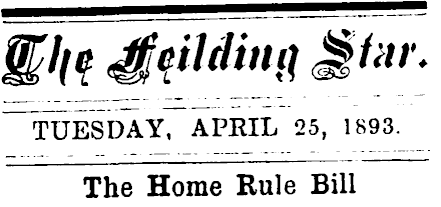 The Feilding Star.
TUESDAY, APRIL 25, 1893.
The Home Rule Bill